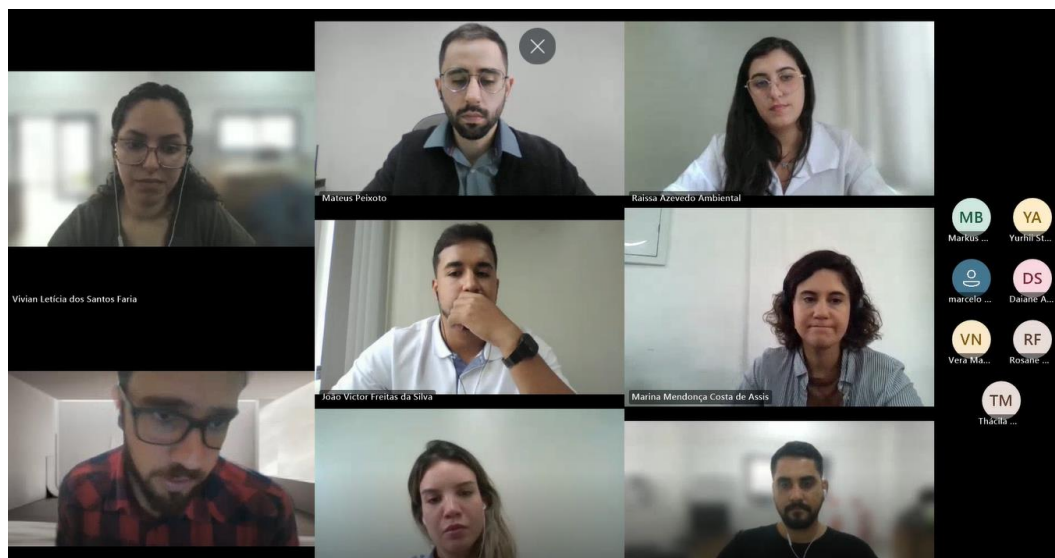 Mateus Peixoto
Raissa Azevedo Ambiental
Vivian Letícia dos Santos Faria
João Victor Freitas da Silva
Marina Mendonça Costa de Assis
MB
Markus ...
YA
Yurhil St...
marcelo ...
DS
Daiane A...
VN
Vera Ma...
RF
Rosane ...
TM
Thácila ...